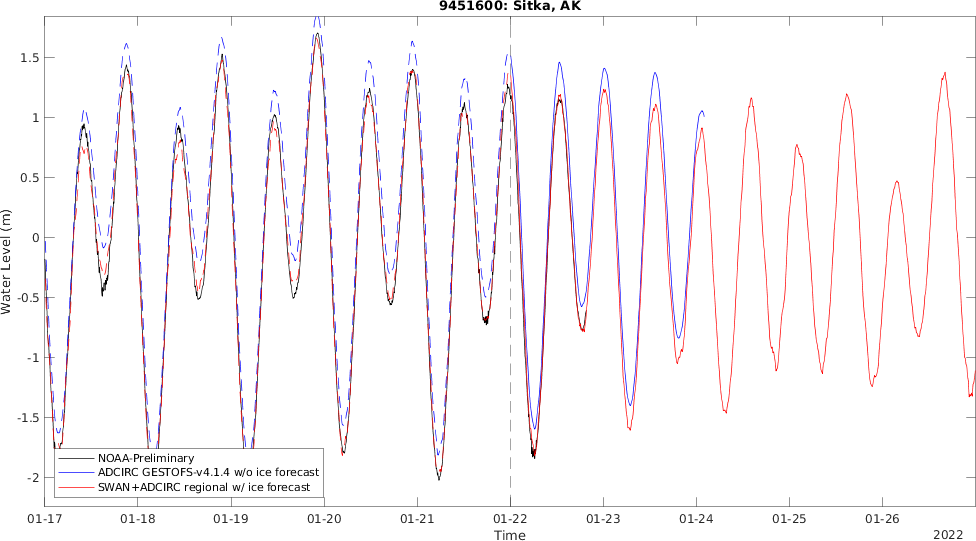 9451600: Sitka, AK
Water Level (m)
1.5
1
0.5
0
-0.5
-1
-1.5
-2
NOAA-Preliminary
ADCIRC GESTOFS-v4.1.4 w/o ice forecast
SWAN+ADCIRC regional w/ ice forecast
01-17 01-18 01-19 01-20 01-21 01-22 01-23 01-24 01-25 01-26
Time
2022